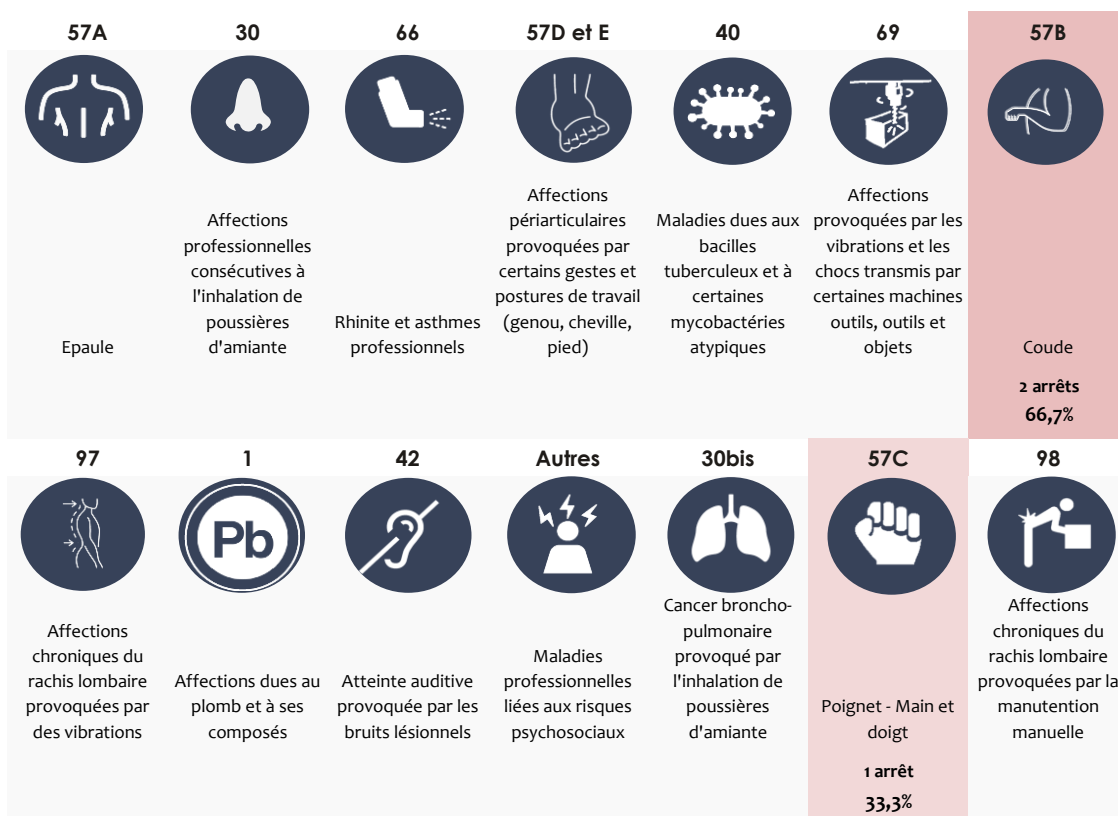 57A
30
66
57D et E
40
69
57B
Epaule
Affections
professionnelles
consécutives à
l'inhalation de
poussières
d'amiante
Rhinite et asthmes
professionnels
Affections
périarticulaires
provoquées par
certains gestes et
postures de travail
(genou, cheville,
pied)
Maladies dues aux
bacilles
tuberculeux et à
certaines
mycobactéries
atypiques
Affections
provoquées par les
vibrations et les
chocs transmis par
certaines machines
outils, outils et
objets
Coude
2 arrêts
66,7%
97
1
42
Autres
30bis
57C
98
Pb
Affections
chroniques du
rachis lombaire
provoquées par
des vibrations
Affections dues au
plomb et à ses
composés
Atteinte auditive
provoquée par les
bruits lésionnels
Maladies
professionnelles
liées aux risques
psychosociaux
Cancer broncho-
pulmonaire
provoqué par
l'inhalation de
poussières
d'amiante
Poignet - Main et
doigt
1 arrêt
33,3%
Affections
chroniques du
rachis lombaire
provoquées par la
manutention
manuelle